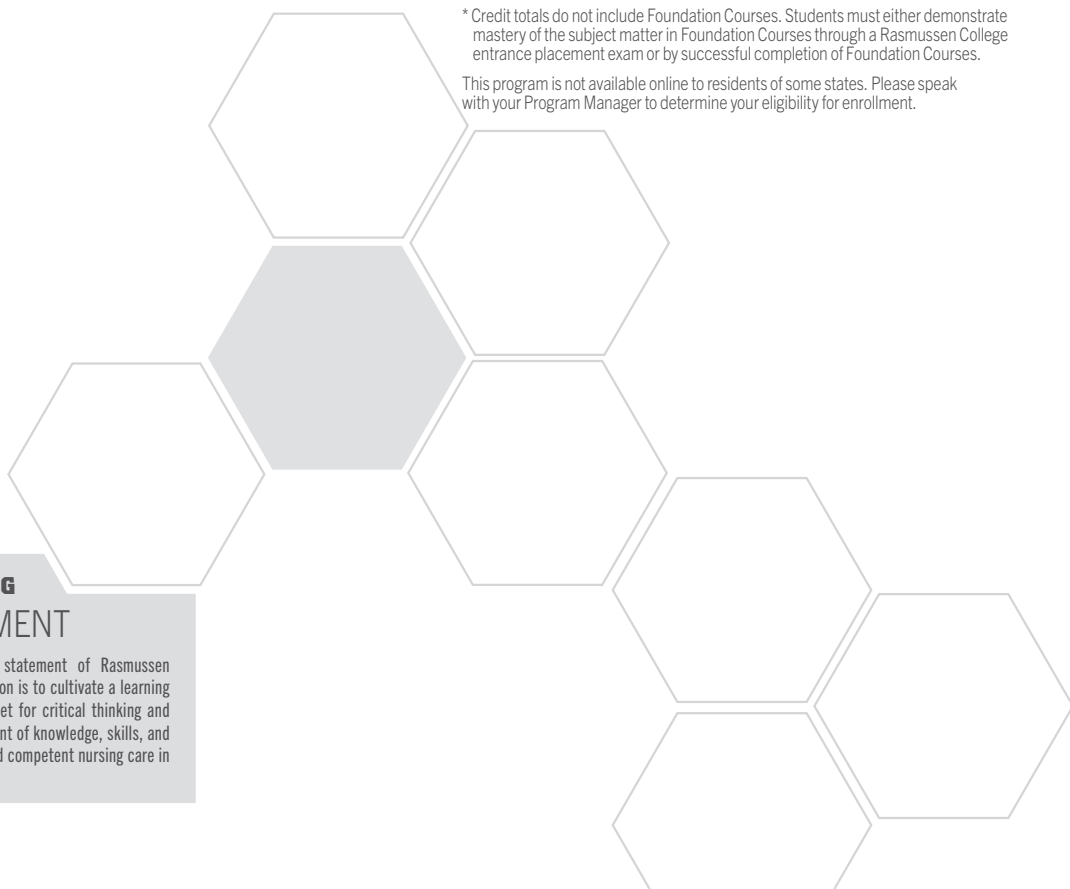 * Credit totals do not include Foundation Courses. Students must either demonstrate
mastery of the subject matter in Foundation Courses through a Rasmussen College
entrance placement exam or by successful completion of Foundation Courses.
This program is not available online to residents of some states. Please speak
with your Program Manager to determine your eligibility for enrollment.
G
MENT
statement of Rasmussen
on is to cultivate a learning
et for critical thinking and
nt of knowledge, skills, and
d competent nursing care in